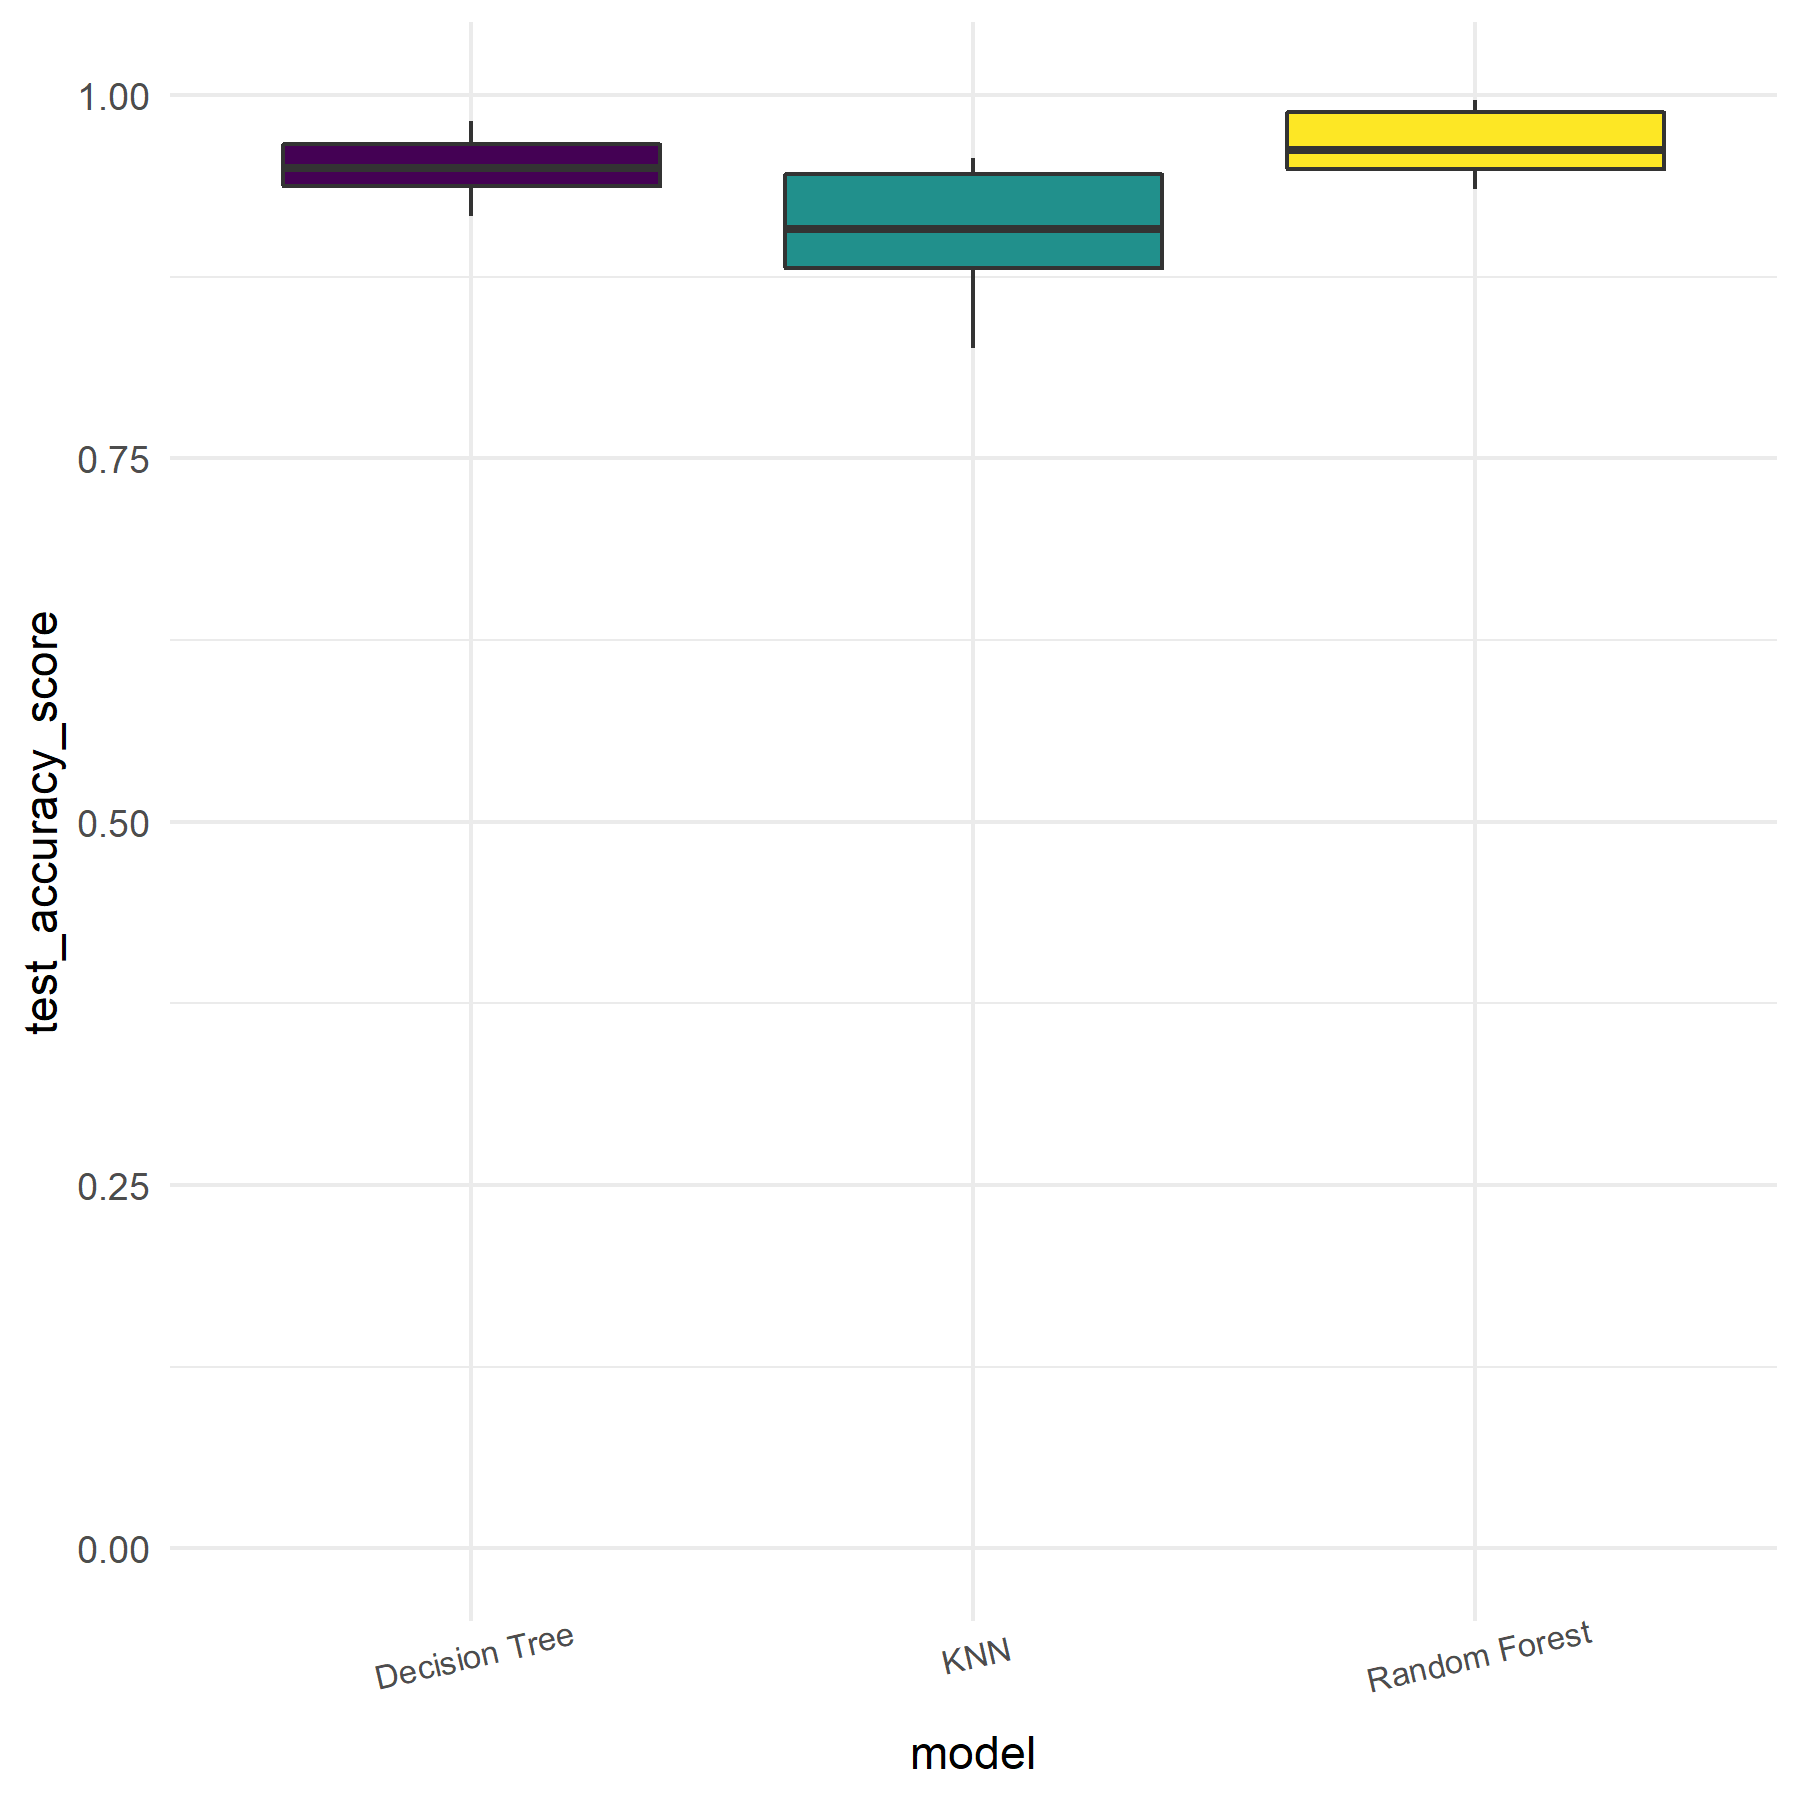 1.00
0.75
0.50
0.25
0.00
test_accuracy_score
Decision Tree
KNN
Random Forest
model